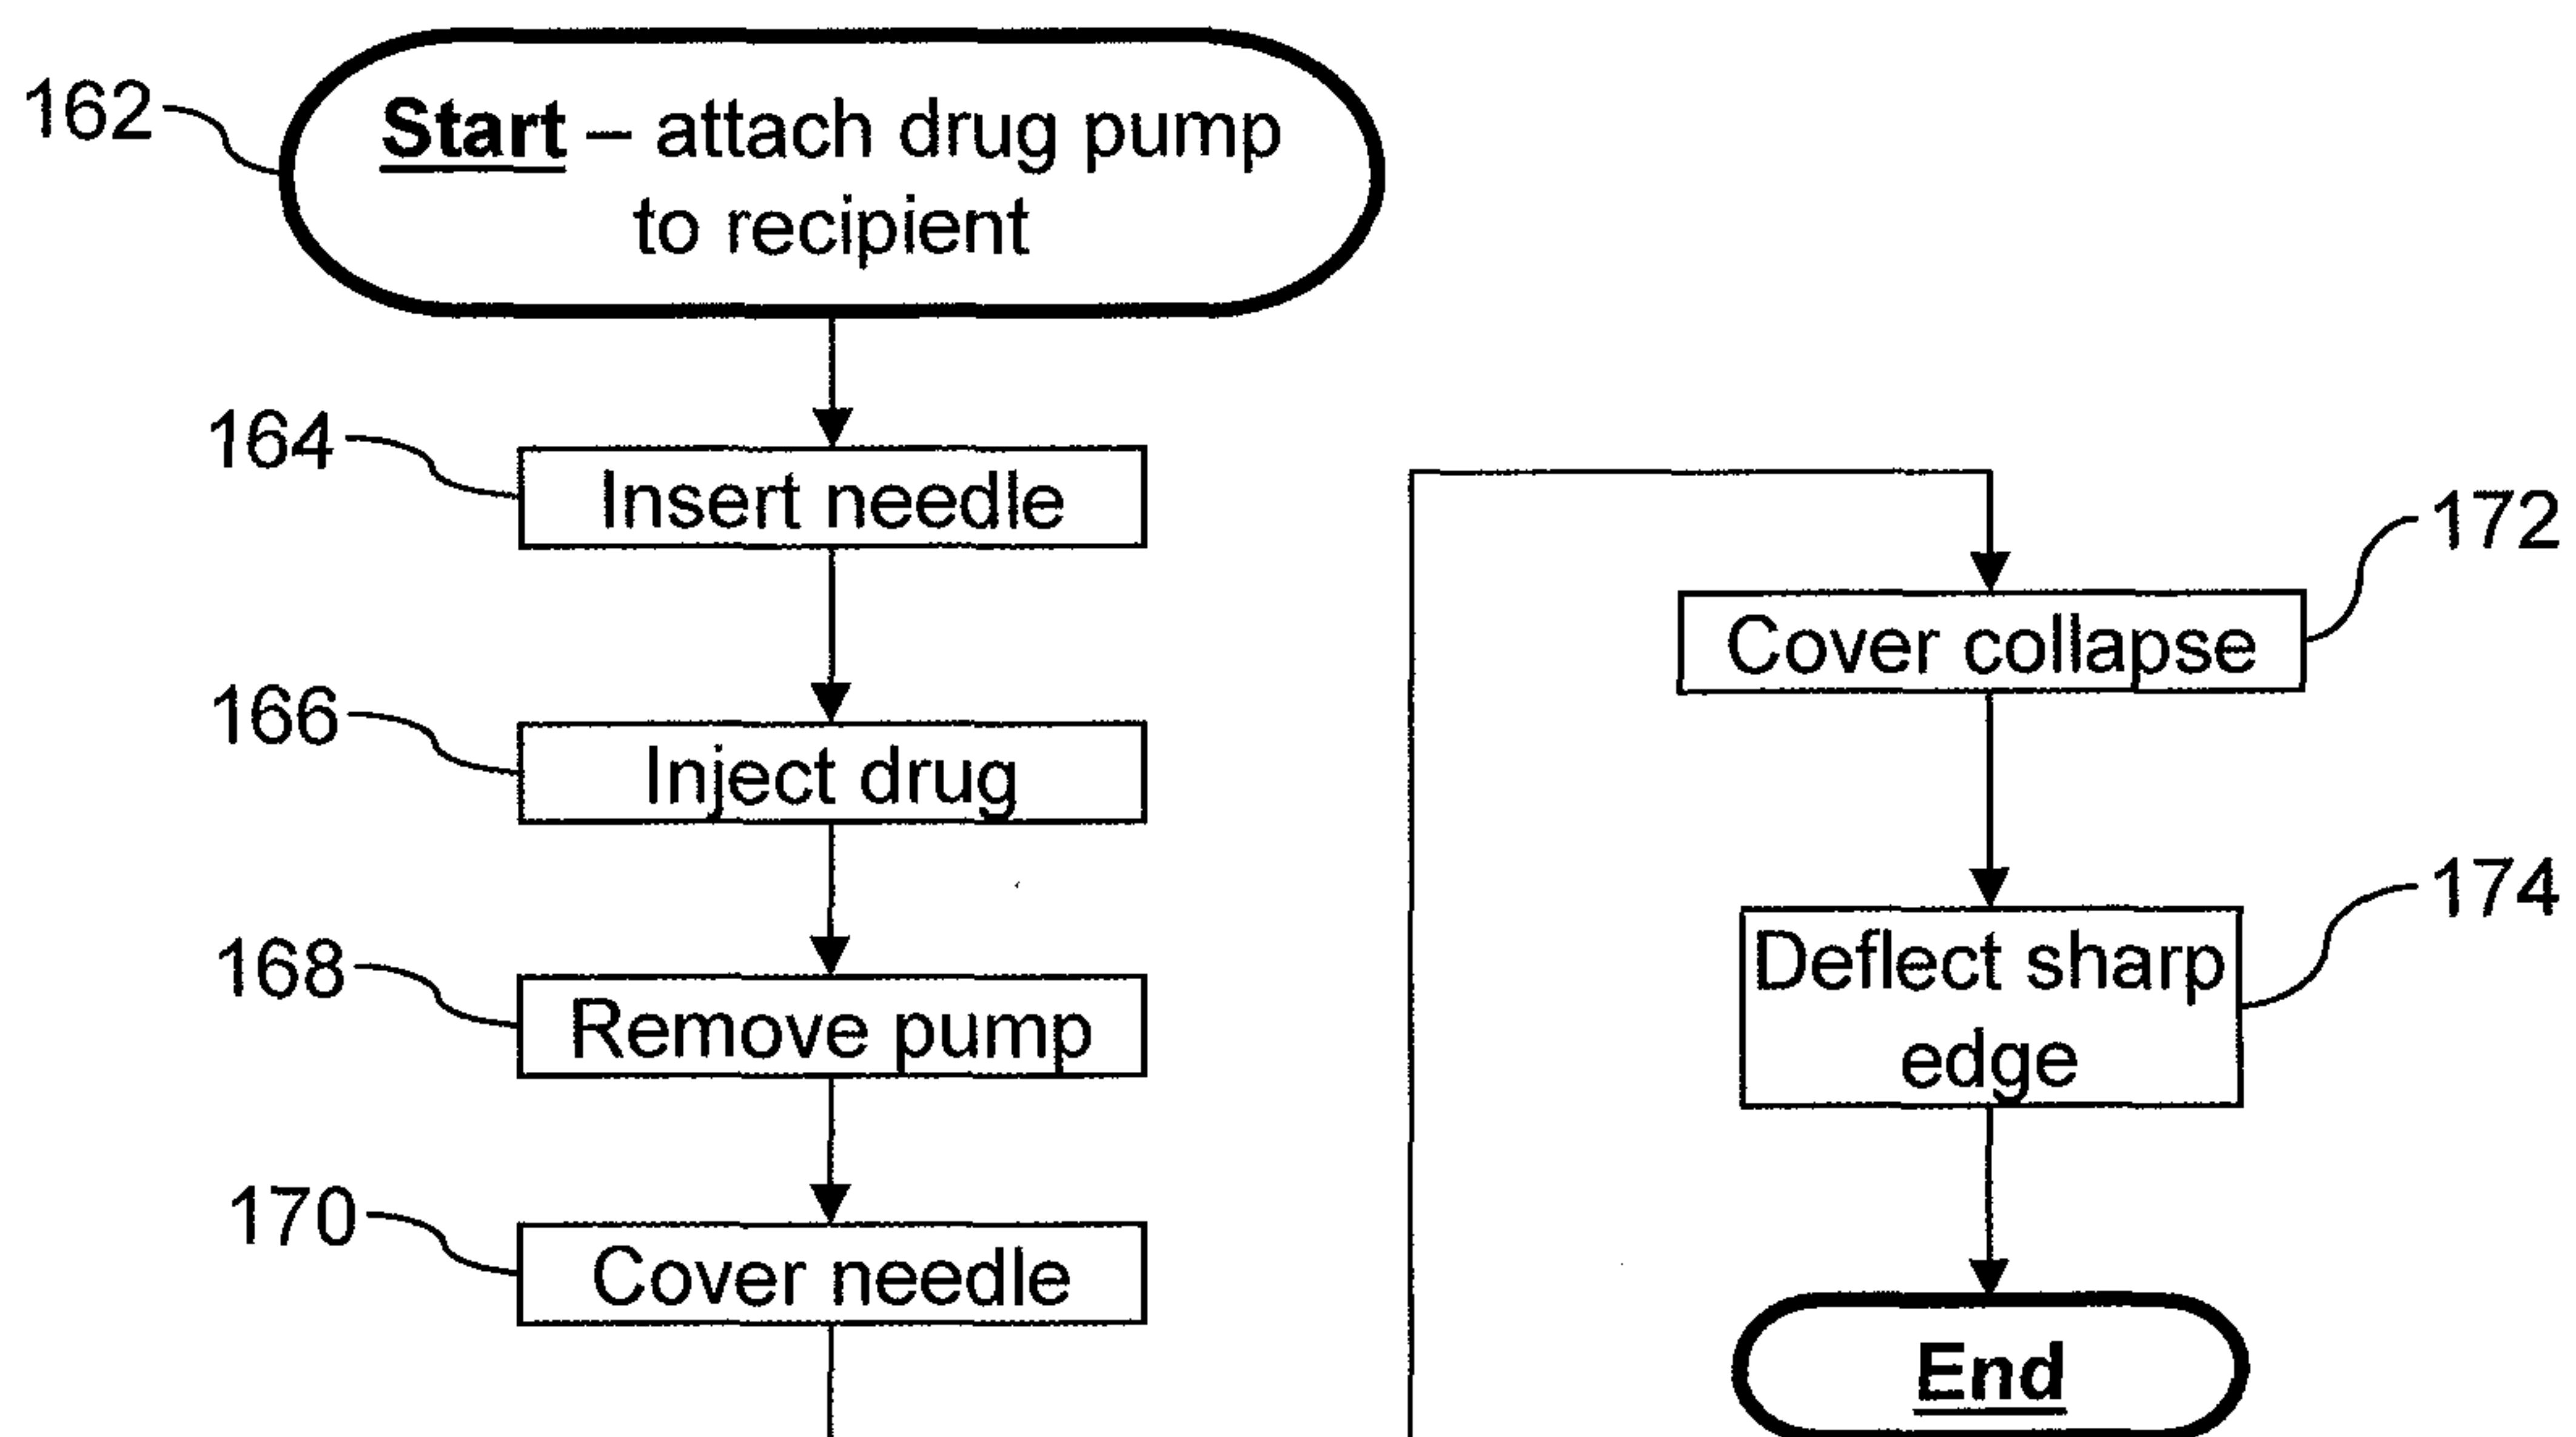 162
Start – attach drug pump
to recipient
164
Insert needle
166
Inject drug
168
Remove pump
170
Cover needle
172
Cover collapse
174
Deflect sharp
edge
End